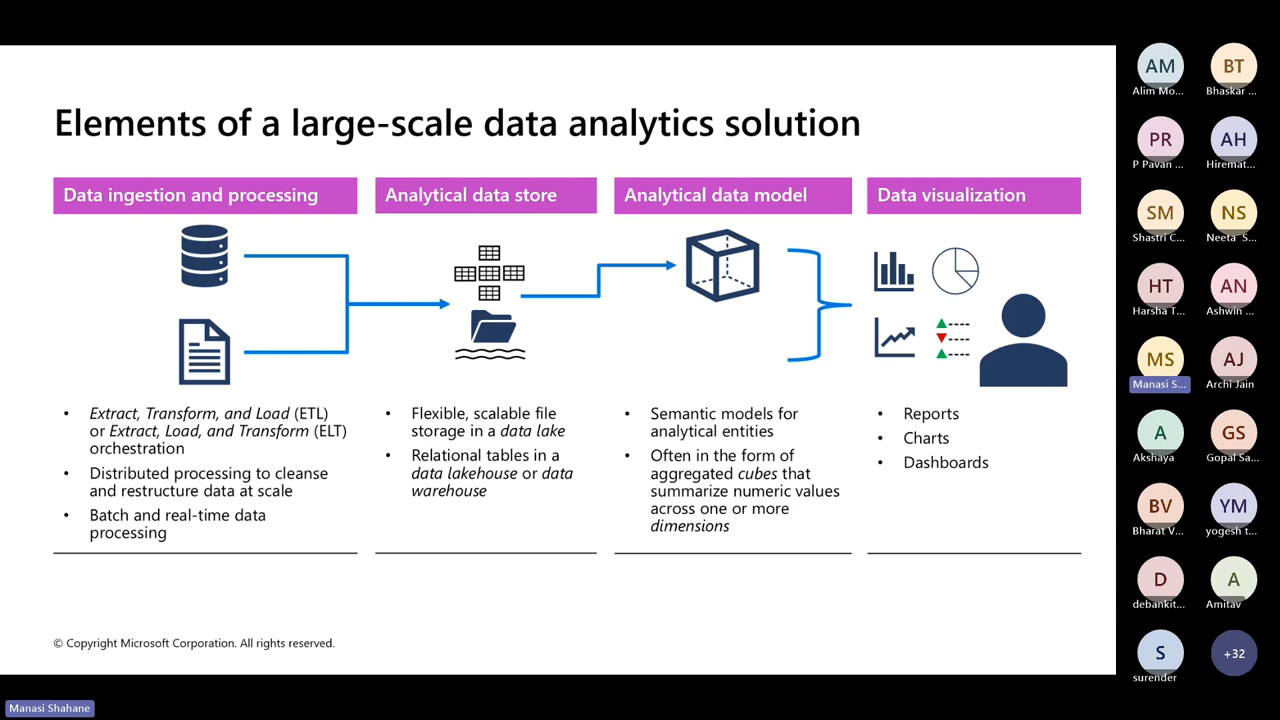 Elements of a large-scale data analytics solution
Data ingestion and processing
• Extract, Transform, and Load (ETL)
or Extract, Load, and Transform (ELT)
orchestration
• Distributed processing to cleanse
and restructure data at scale
• Batch and real-time data
processing
Analytical data store
• Flexible, scalable file
storage in a data lake
• Relational tables in a
data lakehouse or data
warehouse
Analytical data model
• Semantic models for
analytical entities
• Often in the form of
aggregated cubes that
summarize numeric values
across one or more
dimensions
Data visualization
• Reports
• Charts
• Dashboards
© Copyright Microsoft Corporation. All rights reserved.
AM
Alim Mo...
BT
Bhaskar ...
PR
P Pavan ...
AH
Hiremat...
SM
Shastri C...
NS
Neeta S...
HT
Harsha T...
AN
Ashwin ...
MS
Manasi S...
AJ
Archi Jain
A
Akshaya
GS
Gopal Sa...
BV
Bharat V...
YM
yogesh t...
D
debankit...
A
Amitav
S
surender
+32
Manasi Shahane